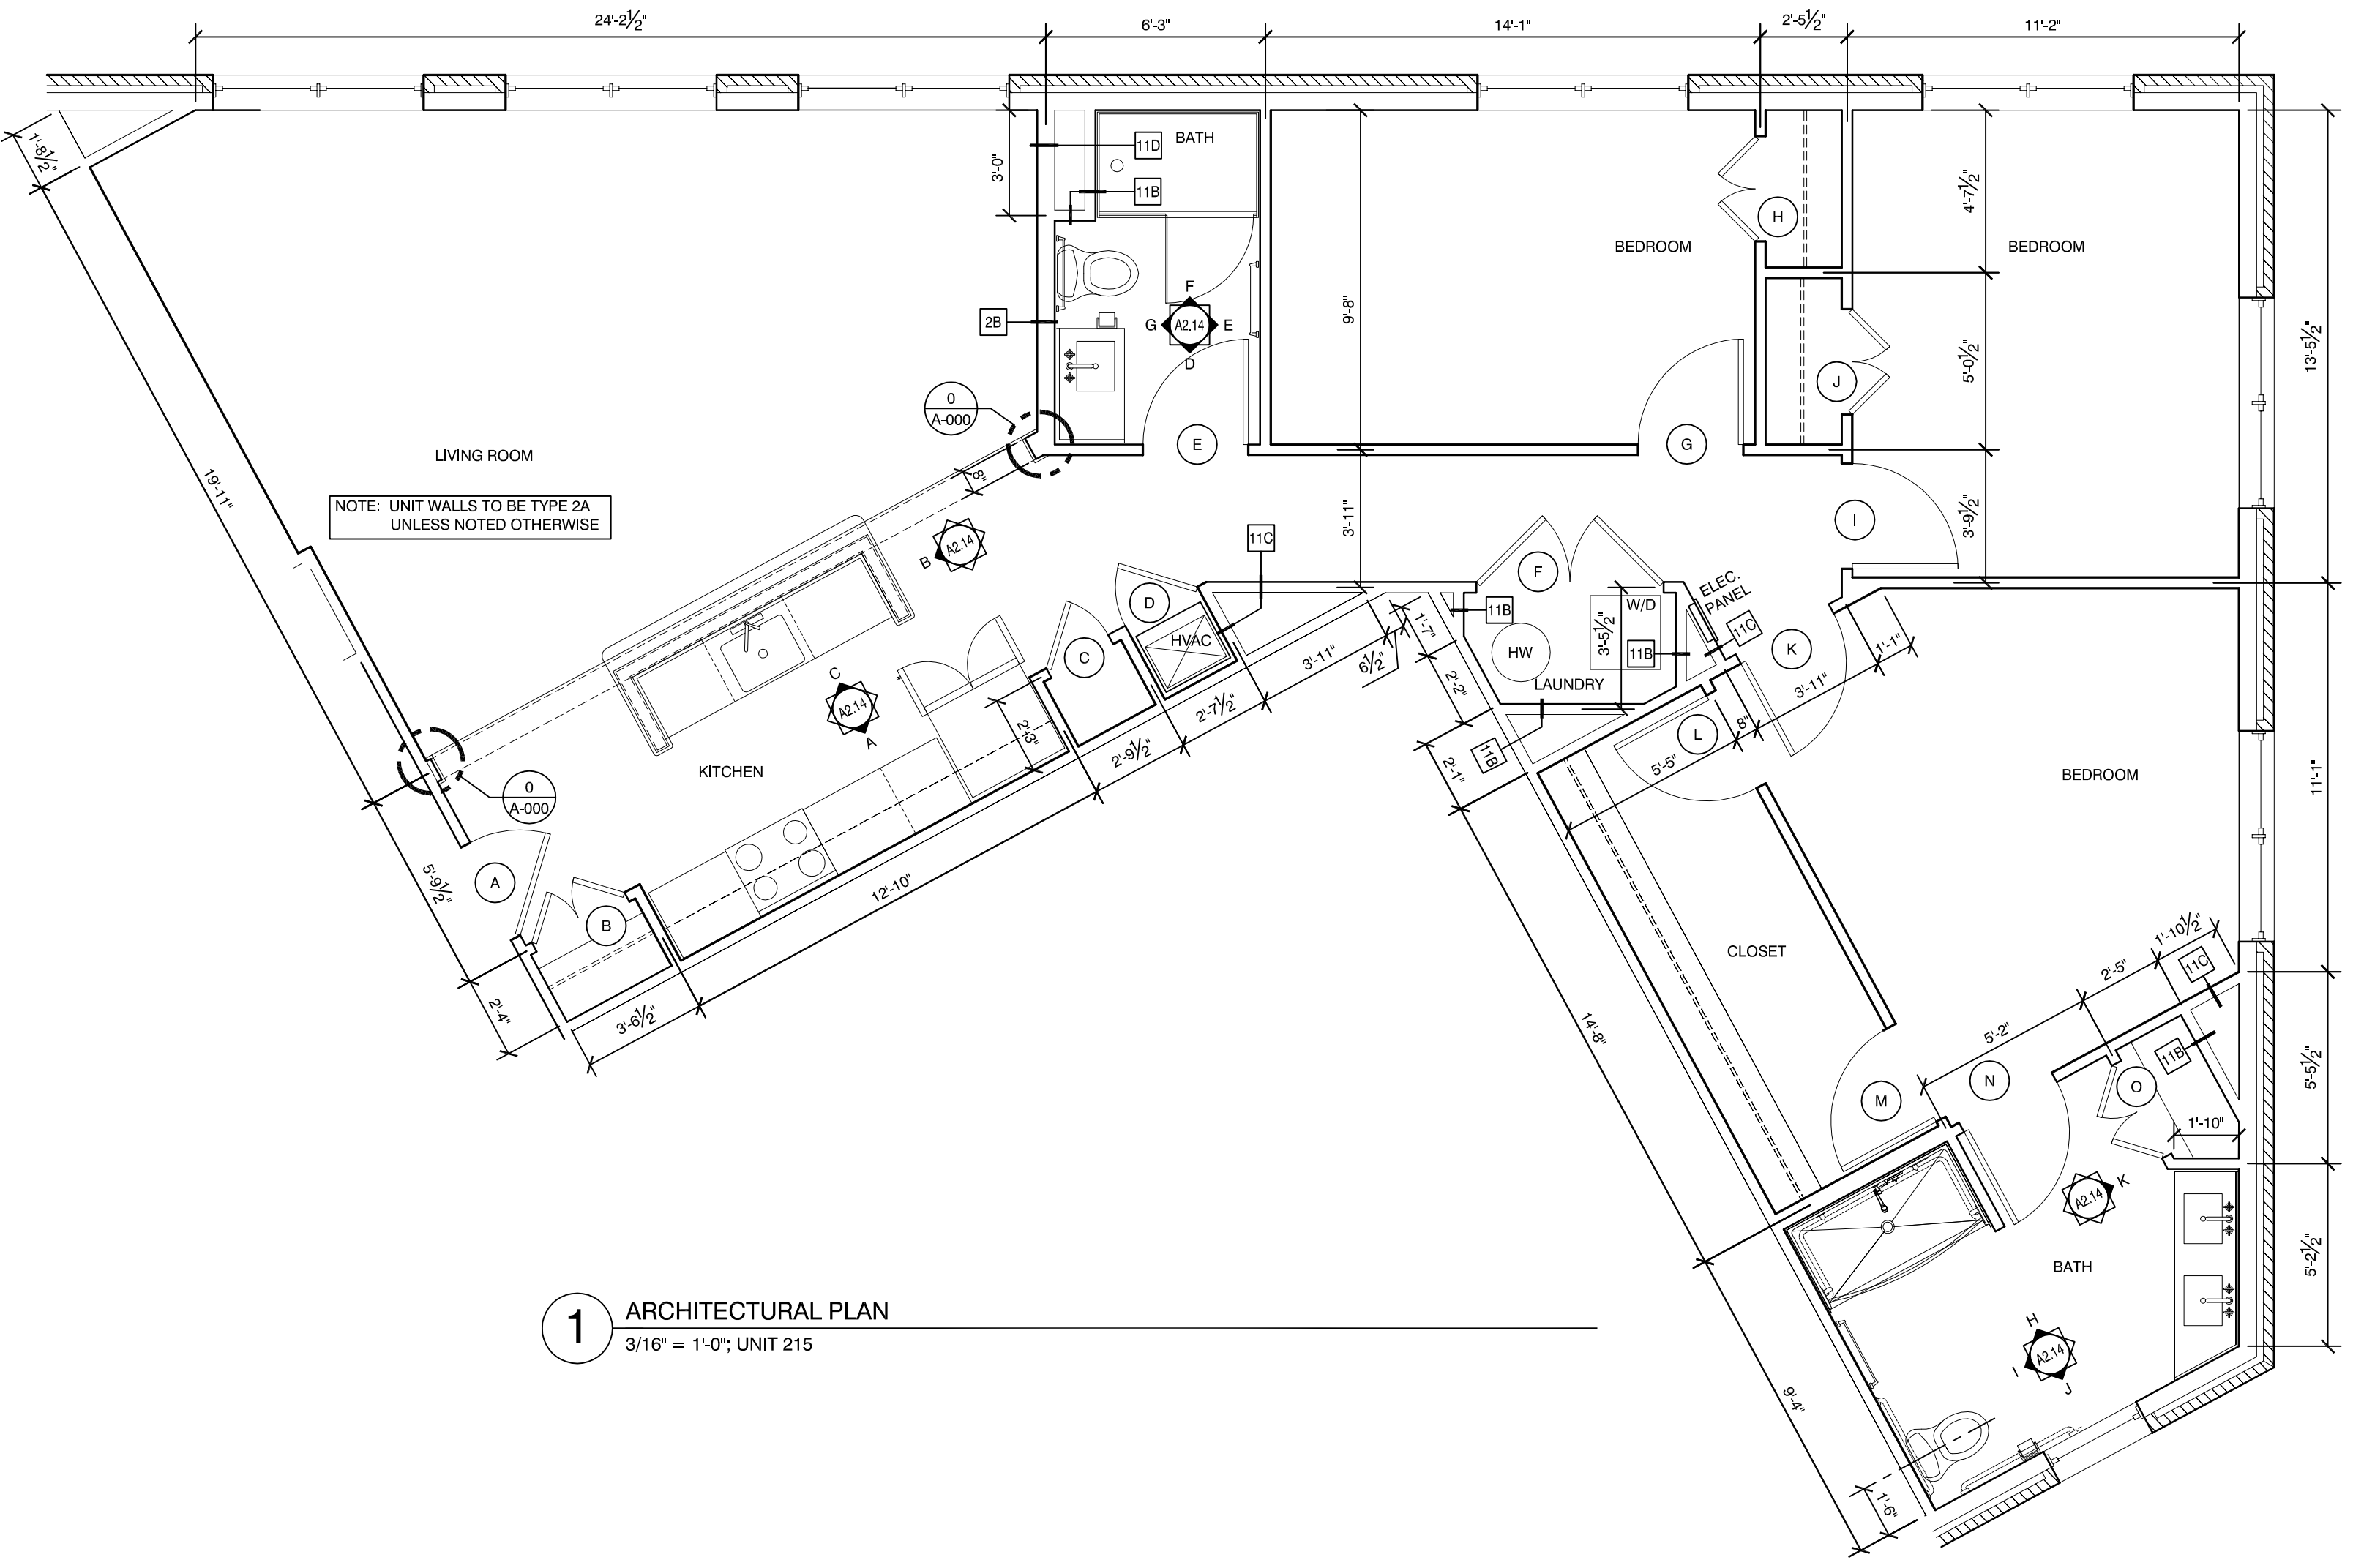 24'-2½" 6'-3" 14'-1" 2'-5½" 11'-2"
1'-8½"
3'-0"
11D
BATH
11B
4'-7½"
H
BEDROOM
BEDROOM
F
G A2.14 E
D
2B
9'-8"
13'-5½"
5'-0½"
J
0
A-000
E
G
LIVING ROOM
8"
19'-11"
NOTE: UNIT WALLS TO BE TYPE 2A
UNLESS NOTED OTHERWISE
3'-11"
I
3'-9½"
11C
B A2.14
F
ELEC.
PANEL
D
W/D
11B
1'-7"
3'-5½"
11C
HVAC
C
HW
11B
K
1'-1"
3'-11"
6½"
3'-11"
2'-2"
LAUNDRY
C
A2.14
A
2'-7½"
2'-3"
2'-9½"
L
8"
5'-5"
11B
2'-1"
KITCHEN
BEDROOM
11'-1"
0
A-000
A
5'-9½"
12'-10"
B
CLOSET
1'-10½"
11C
2'-5"
2'-4"
3'-6½"
14'-8"
5'-2"
11B
5'-5½"
N
O
M
1'-10"
A2.14 K
BATH
5'-2½"
1
ARCHITECTURAL PLAN
3/16" = 1'-0"; UNIT 215
H
A2.14
I
J
9'-4"
1'-6"